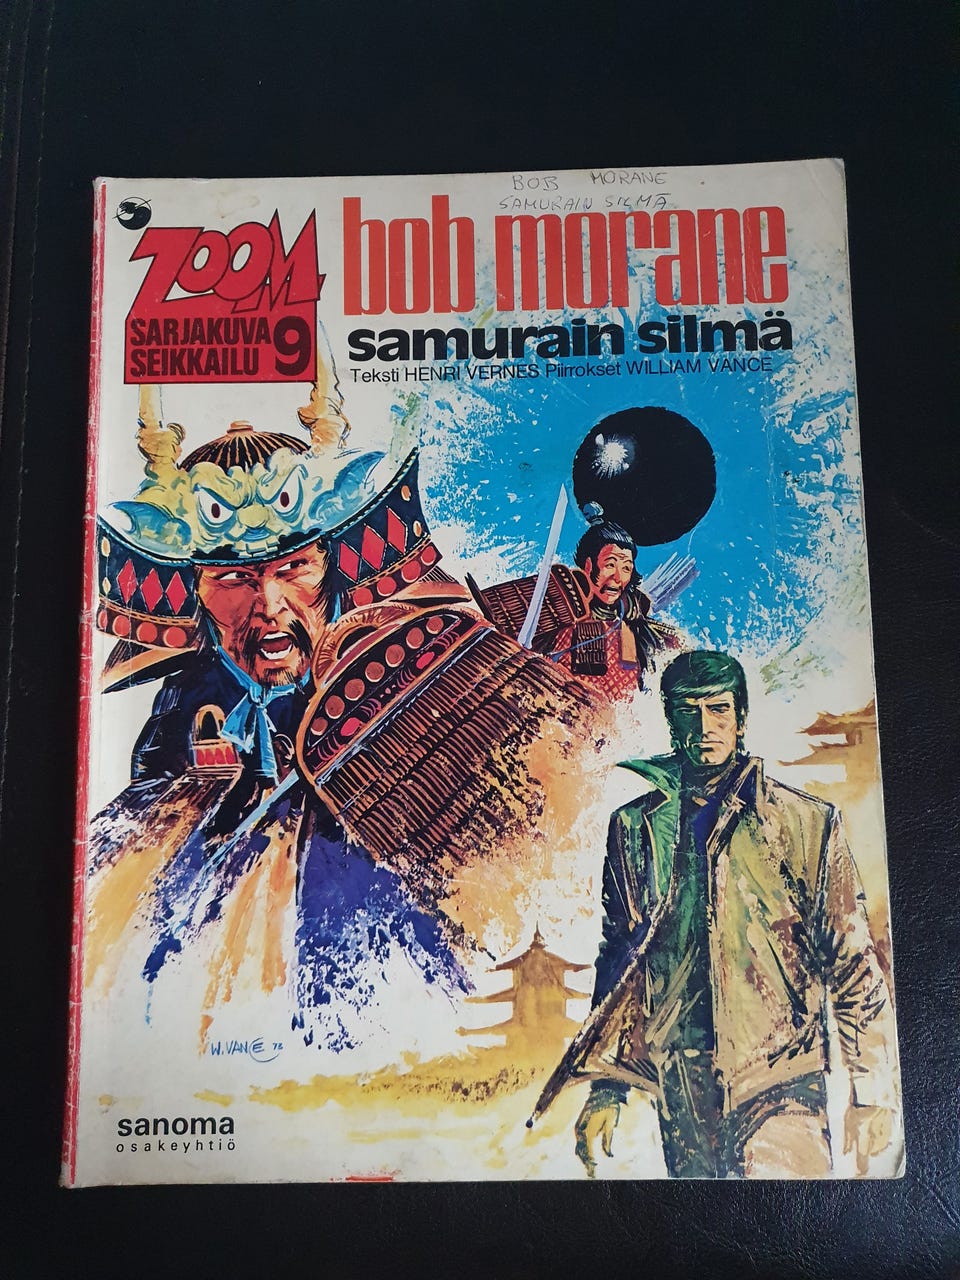 BOB MORANE
SAMURAIN SILMÄ
ZOOM
SARJAKUVA
SEIKKAILU 9
bob morane
samurain silmä
Teksti HENRI VERNES Piirrokset WILLIAM VANCE
W. VANCE 73
sanoma
osakeyhtiö